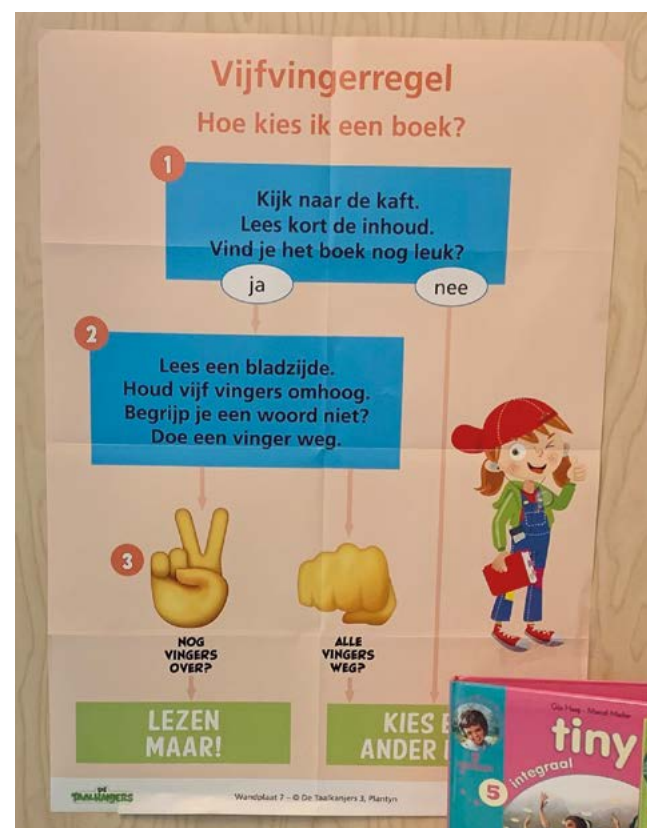 Vijfvingerregel
Hoe kies ik een boek?
1
Kijk naar de kaft.
Lees kort de inhoud.
Vind je het boek nog leuk?
ja
nee
2
Lees een bladzijde.
Houd vijf vingers omhoog.
Begrijp je een woord niet?
Doe een vinger weg.
3
NOG
VINGERS
OVER?
ALLE
VINGERS
WEG?
LEZEN
MAAR!
KIES
ANDER
DE
TAALKANJERS
Wandplaat 7 - © De Taalkanjers 3, Plantyn
tiny
5 integraal